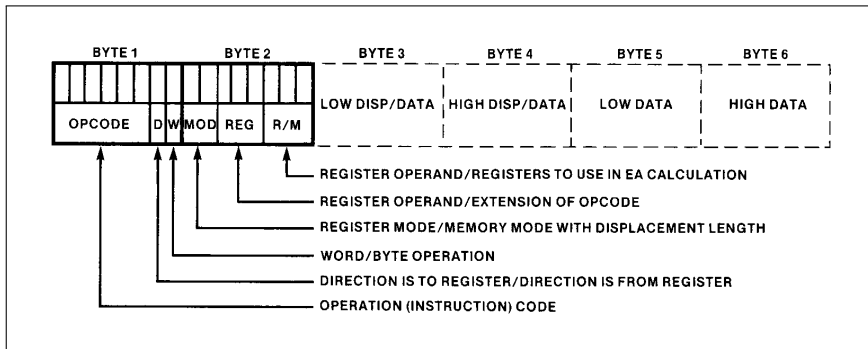 BYTE 1 BYTE 2 BYTE 3 BYTE 4 BYTE 5 BYTE 6
OPCODE D W MOD REG R/M LOW DISP/DATA HIGH DISP/DATA LOW DATA HIGH DATA
REGISTER OPERAND/REGISTERS TO USE IN EA CALCULATION
REGISTER OPERAND/EXTENSION OF OPCODE
REGISTER MODE/MEMORY MODE WITH DISPLACEMENT LENGTH
WORD/BYTE OPERATION
DIRECTION IS TO REGISTER/DIRECTION IS FROM REGISTER
OPERATION (INSTRUCTION) CODE